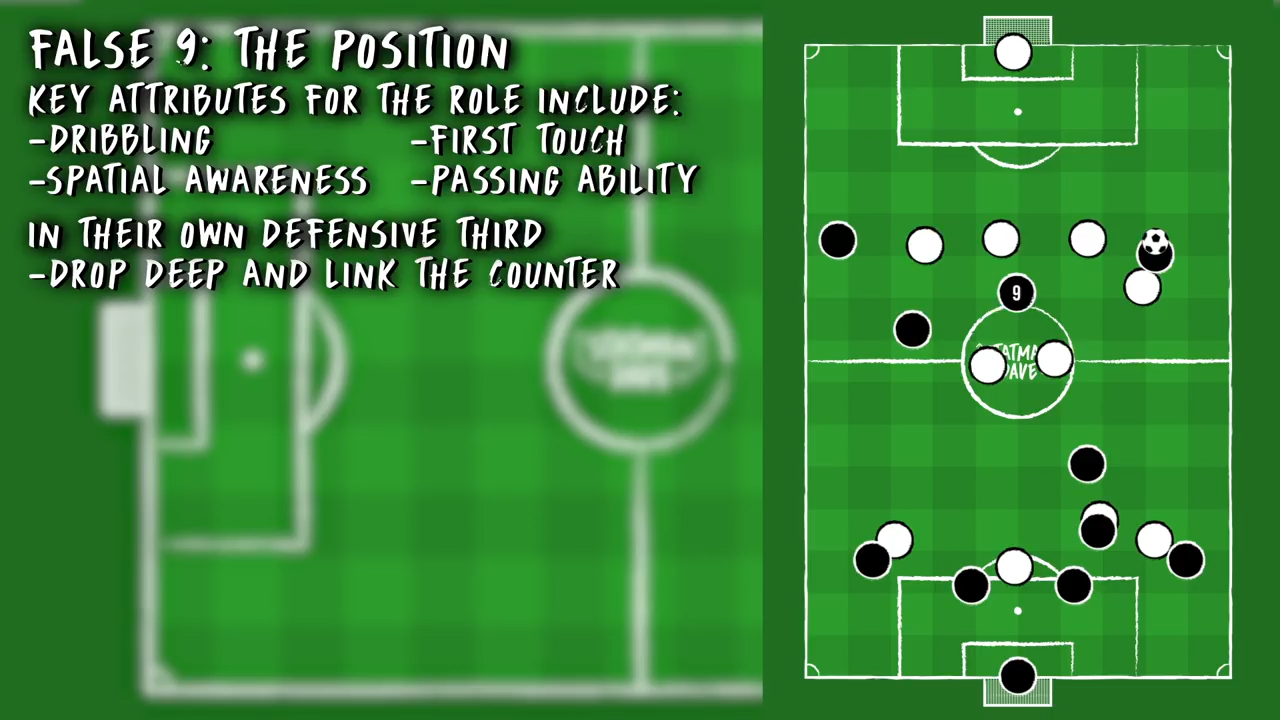 FALSE 9: THE POSITION
KEY ATTRIBUTES FOR THE ROLE INCLUDE:
-DRIBBLING -FIRST TOUCH
-SPATIAL AWARENESS -PASSING ABILITY
IN THEIR OWN DEFENSIVE THIRD
-DROP DEEP AND LINK THE COUNTER
9